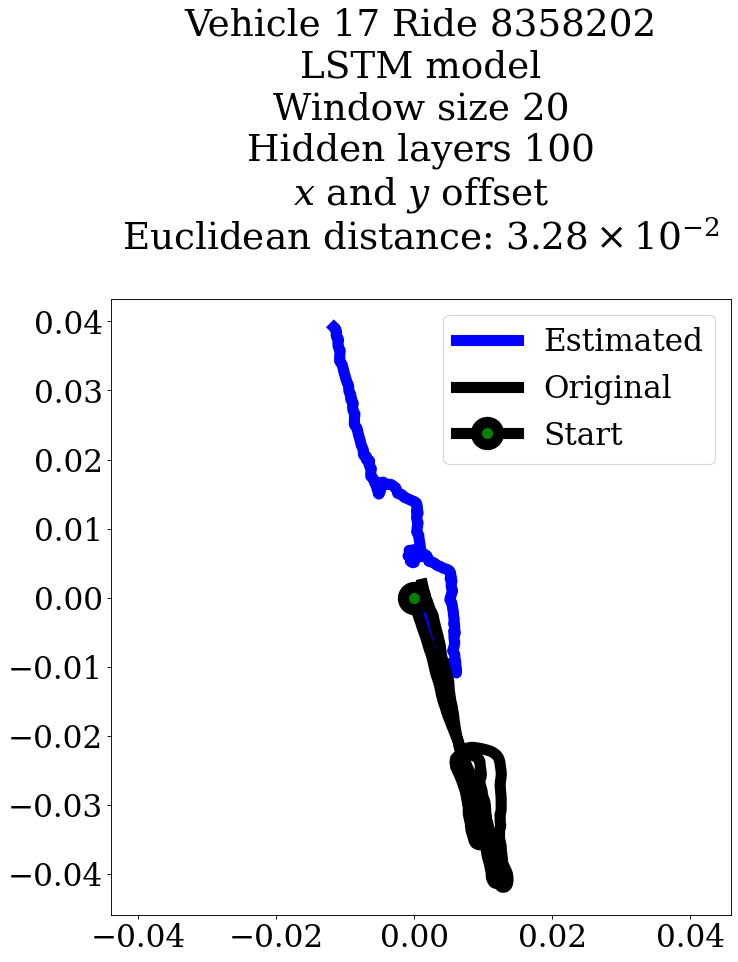 Vehicle 17 Ride 8358202
LSTM model
Window size 20
Hidden layers 100
x and y offset
Euclidean distance: 3.28 × 10⁻²
Estimated
Original
Start
0.04
0.03
0.02
0.01
0.00
−0.01
−0.02
−0.03
−0.04
−0.04 −0.02 0.00 0.02 0.04